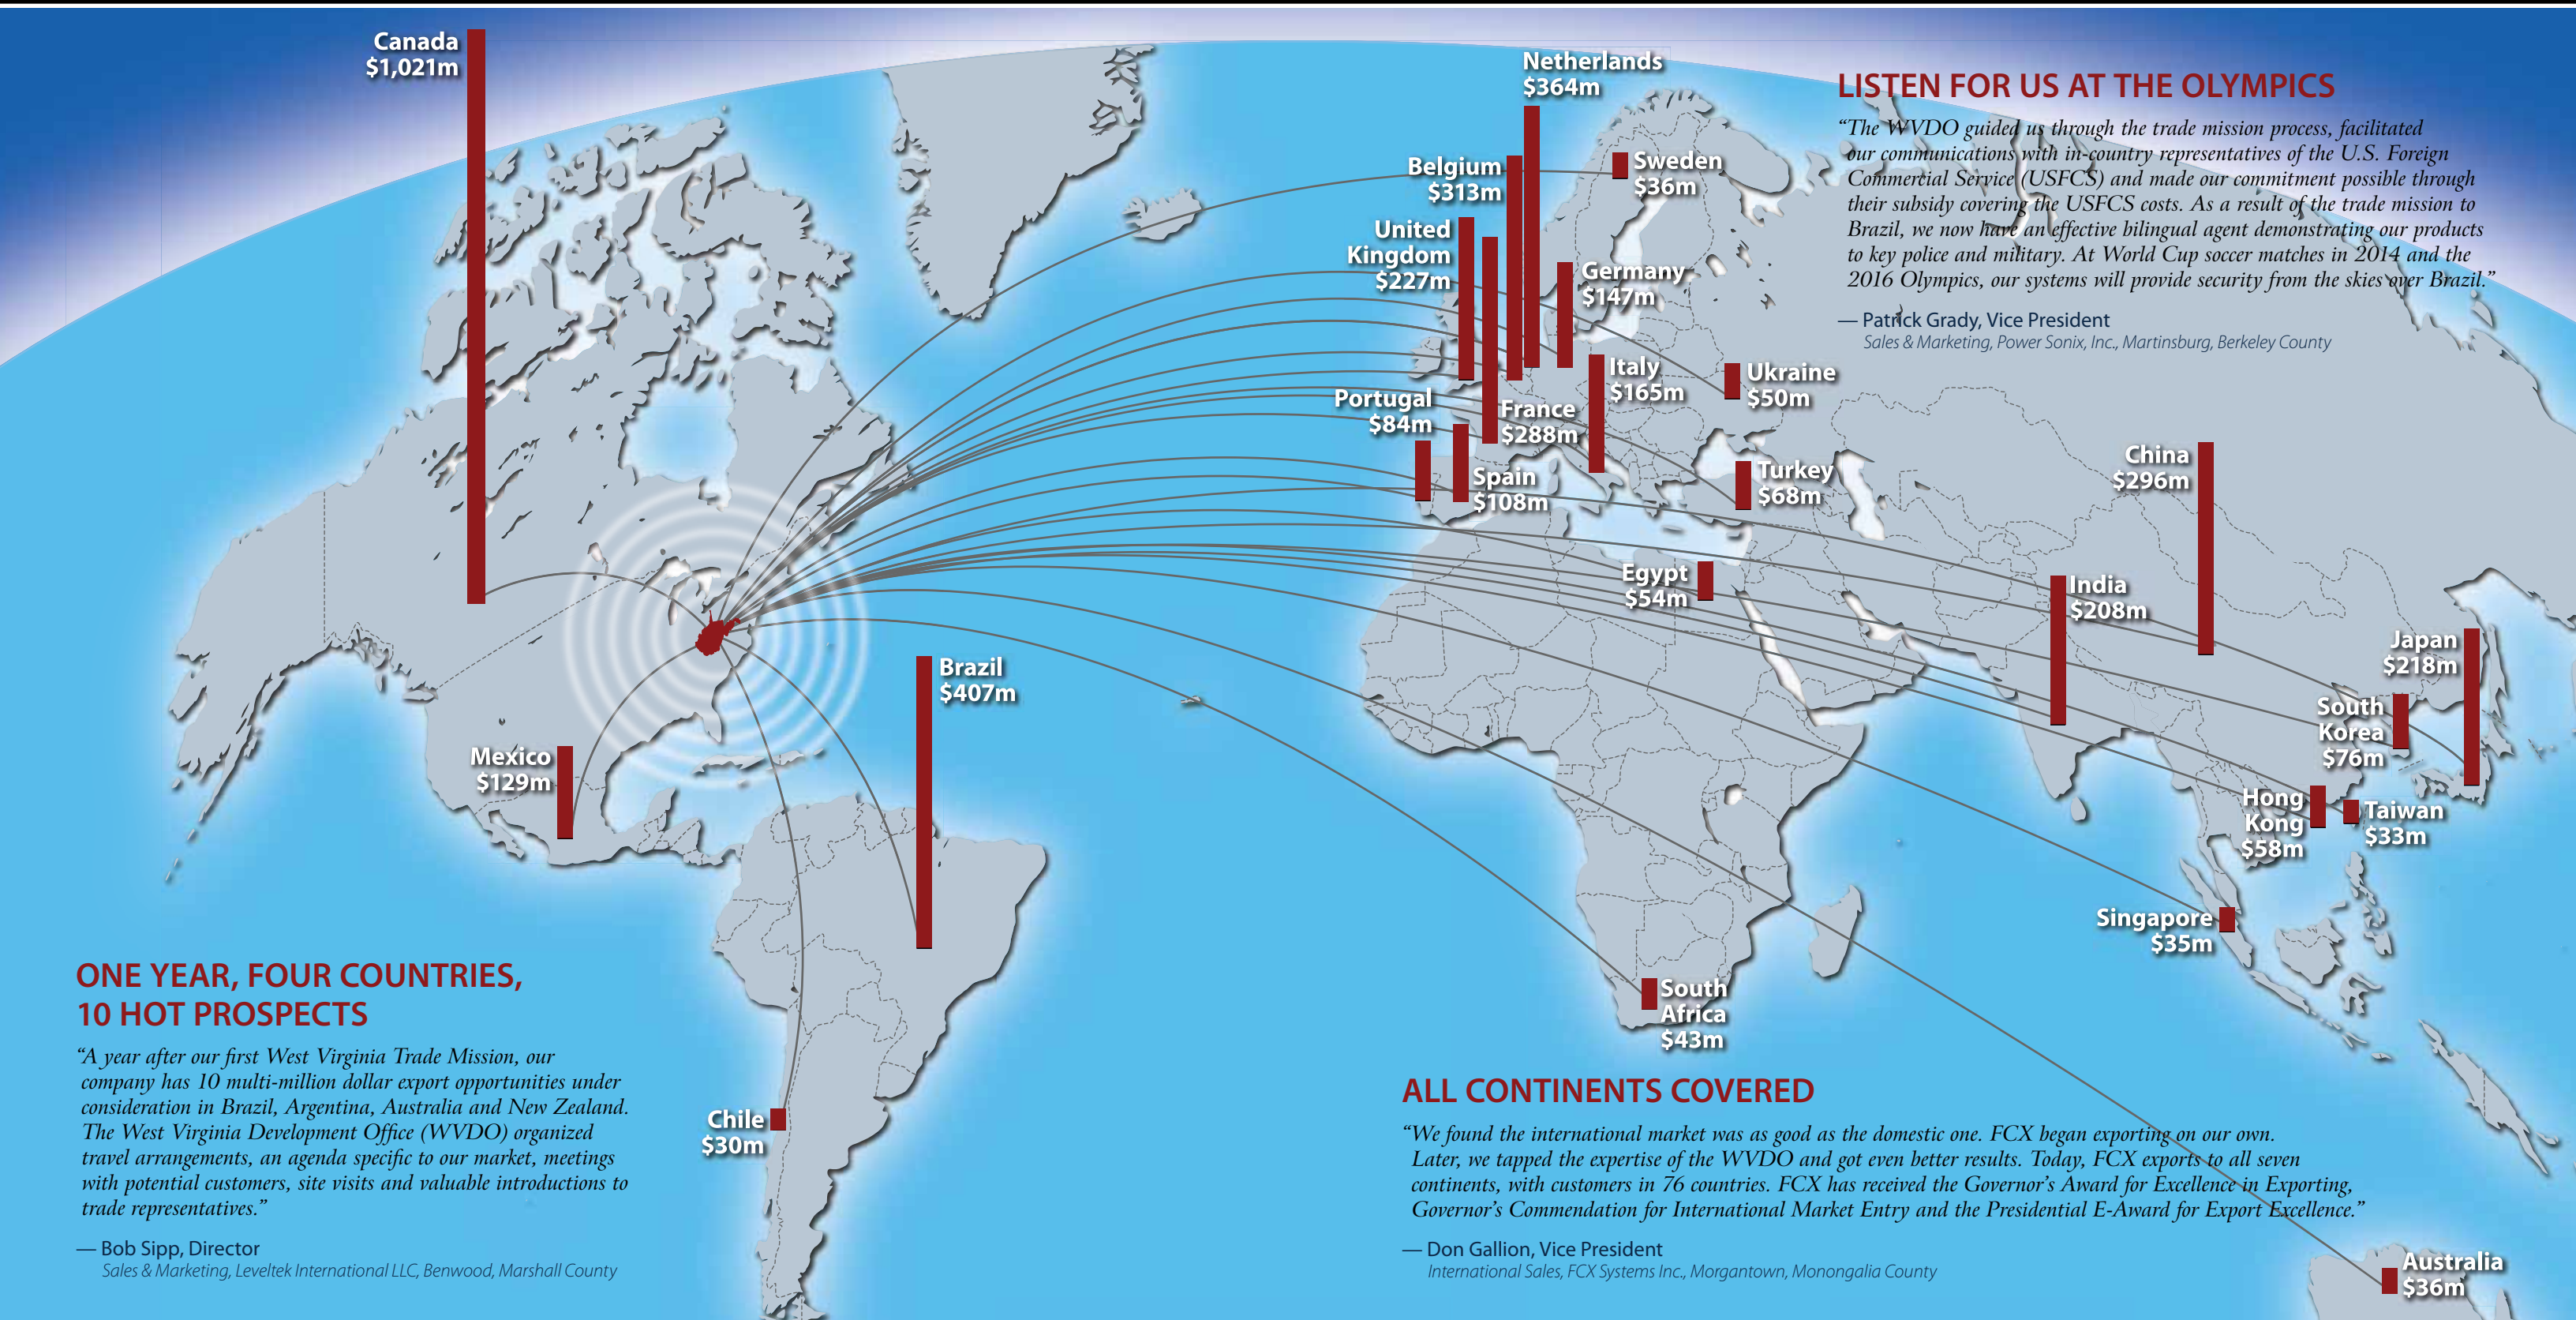 Canada
$1,021m
Netherlands
$364m
Belgium
$313m
Sweden
$36m
United
Kingdom
$227m
Germany
$147m
Italy
$165m
Ukraine
$50m
Portugal
$84m
France
$288m
Spain
$108m
Turkey
$68m
China
$296m
Egypt
$54m
India
$208m
Japan
$218m
South
Korea
$76m
Hong
Kong
$58m
Taiwan
$33m
Singapore
$35m
South
Africa
$43m
Australia
$36m
Mexico
$129m
Brazil
$407m
Chile
$30m
LISTEN FOR US AT THE OLYMPICS
“The WVDO guided us through the trade mission process, facilitated
our communications with in-country representatives of the U.S. Foreign
Commercial Service (USFCS) and made our commitment possible through
their subsidy covering the USFCS costs. As a result of the trade mission to
Brazil, we now have an effective bilingual agent demonstrating our products
to key police and military. At World Cup soccer matches in 2014 and the
2016 Olympics, our systems will provide security from the skies over Brazil.”
— Patrick Grady, Vice President
Sales & Marketing, Power Sonix, Inc., Martinsburg, Berkeley County
ONE YEAR, FOUR COUNTRIES,
10 HOT PROSPECTS
“A year after our first West Virginia Trade Mission, our
company has 10 multi-million dollar export opportunities under
consideration in Brazil, Argentina, Australia and New Zealand.
The West Virginia Development Office (WVDO) organized
travel arrangements, an agenda specific to our market, meetings
with potential customers, site visits and valuable introductions to
trade representatives.”
— Bob Sipp, Director
Sales & Marketing, Leveltek International LLC, Benwood, Marshall County
ALL CONTINENTS COVERED
“We found the international market was as good as the domestic one. FCX began exporting on our own.
Later, we tapped the expertise of the WVDO and got even better results. Today, FCX exports to all seven
continents, with customers in 76 countries. FCX has received the Governor’s Award for Excellence in Exporting,
Governor’s Commendation for International Market Entry and the Presidential E-Award for Export Excellence.”
— Don Gallion, Vice President
International Sales, FCX Systems Inc., Morgantown, Monongalia County